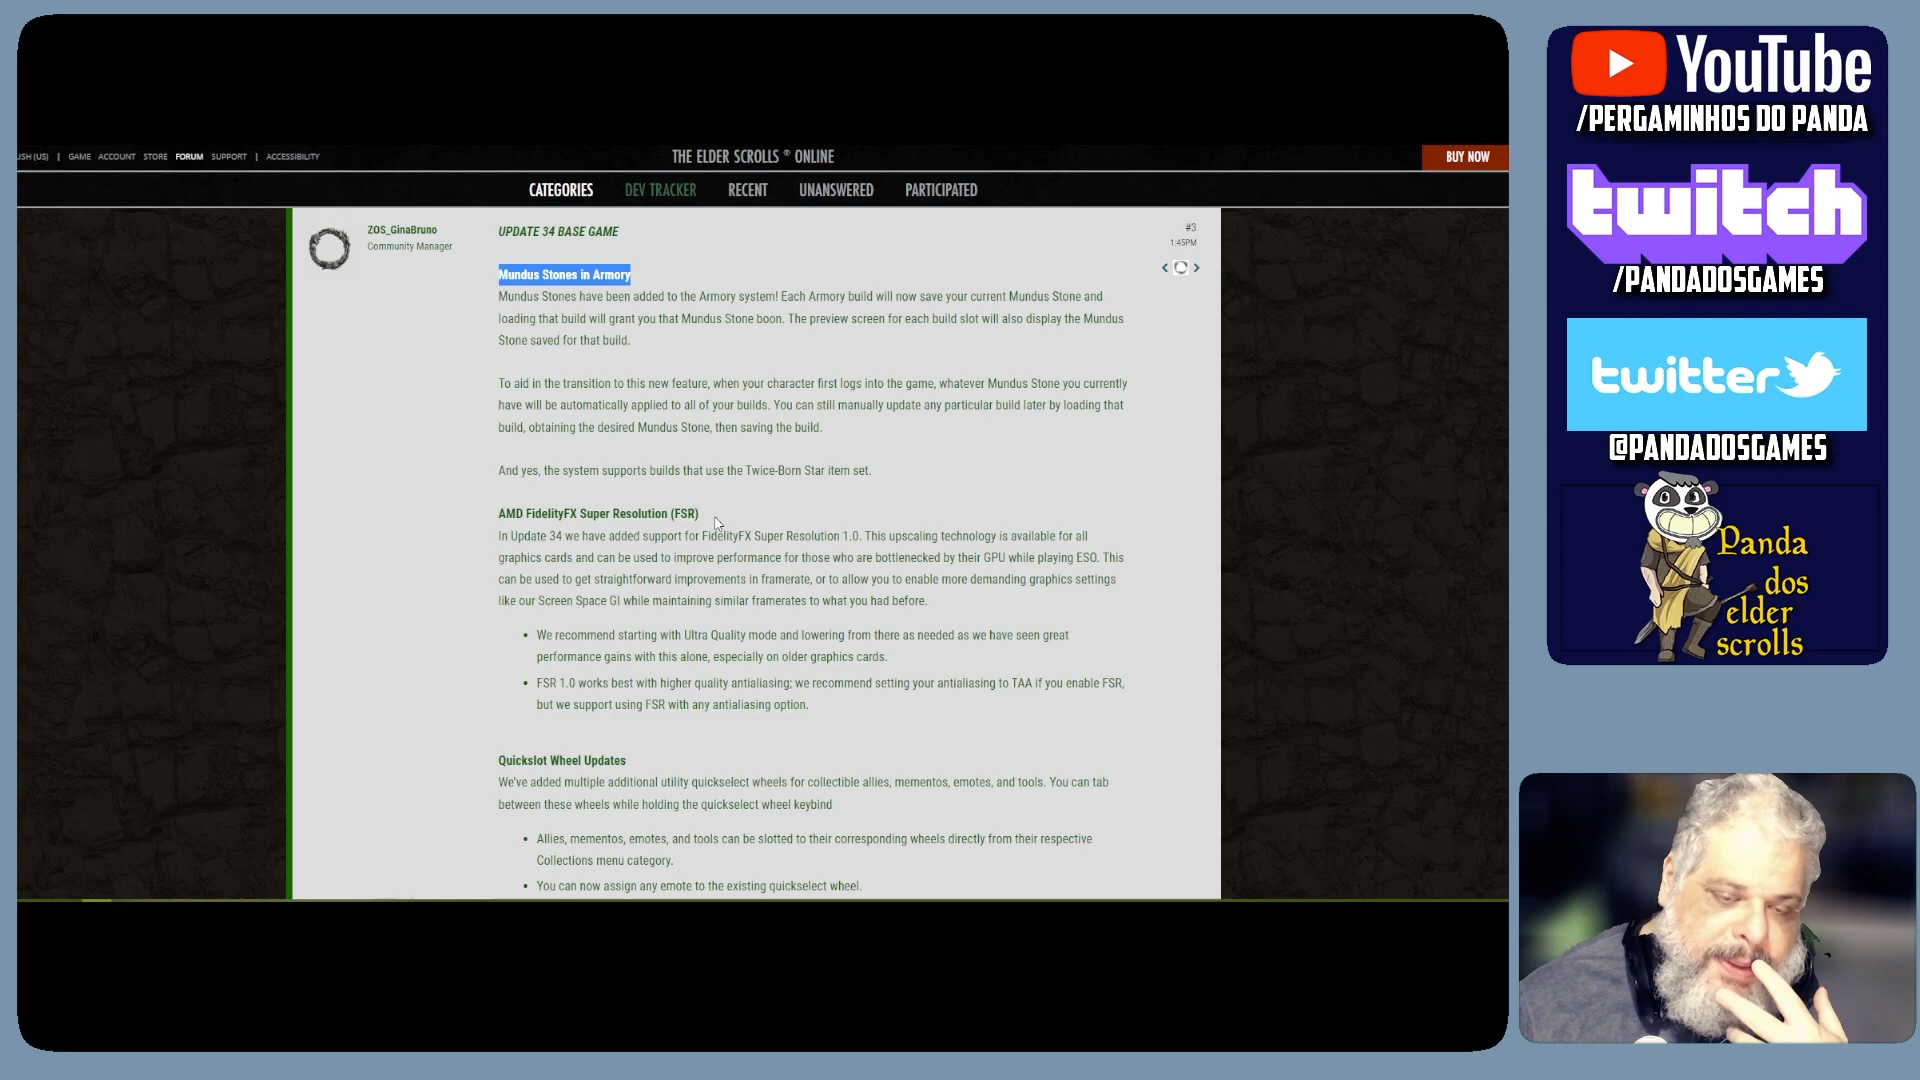 USH (US) | GAME ACCOUNT STORE FORUM SUPPORT | ACCESSIBILITY
THE ELDER SCROLLS ® ONLINE
BUY NOW
CATEGORIES DEV TRACKER RECENT UNANSWERED PARTICIPATED
ZOS_GinaBruno
Community Manager
#3
1:45PM
UPDATE 34 BASE GAME
Mundus Stones in Armory
Mundus Stones have been added to the Armory system! Each Armory build will now save your current Mundus Stone and
loading that build will grant you that Mundus Stone boon. The preview screen for each build slot will also display the Mundus
Stone saved for that build.
To aid in the transition to this new feature, when your character first logs into the game, whatever Mundus Stone you currently
have will be automatically applied to all of your builds. You can still manually update any particular build later by loading that
build, obtaining the desired Mundus Stone, then saving the build.
And yes, the system supports builds that use the Twice-Born Star item set.
AMD FidelityFX Super Resolution (FSR)
In Update 34 we have added support for FidelityFX Super Resolution 1.0. This upscaling technology is available for all
graphics cards and can be used to improve performance for those who are bottlenecked by their GPU while playing ESO. This
can be used to get straightforward improvements in framerate, or to allow you to enable more demanding graphics settings
like our Screen Space GI while maintaining similar framerates to what you had before.
• We recommend starting with Ultra Quality mode and lowering from there as needed as we have seen great
performance gains with this alone, especially on older graphics cards.
• FSR 1.0 works best with higher quality antialiasing; we recommend setting your antialiasing to TAA if you enable FSR,
but we support using FSR with any antialiasing option.
Quickslot Wheel Updates
We've added multiple additional utility quickselect wheels for collectible allies, mementos, emotes, and tools. You can tab
between these wheels while holding the quickselect wheel keybind
• Allies, mementos, emotes, and tools can be slotted to their corresponding wheels directly from their respective
Collections menu category.
• You can now assign any emote to the existing quickselect wheel.
YouTube
/PERGAMINHOS DO PANDA
twitch
/PANDADOSGAMES
twitter
@PANDADOSGAMES
Panda
dos
elder
scrolls